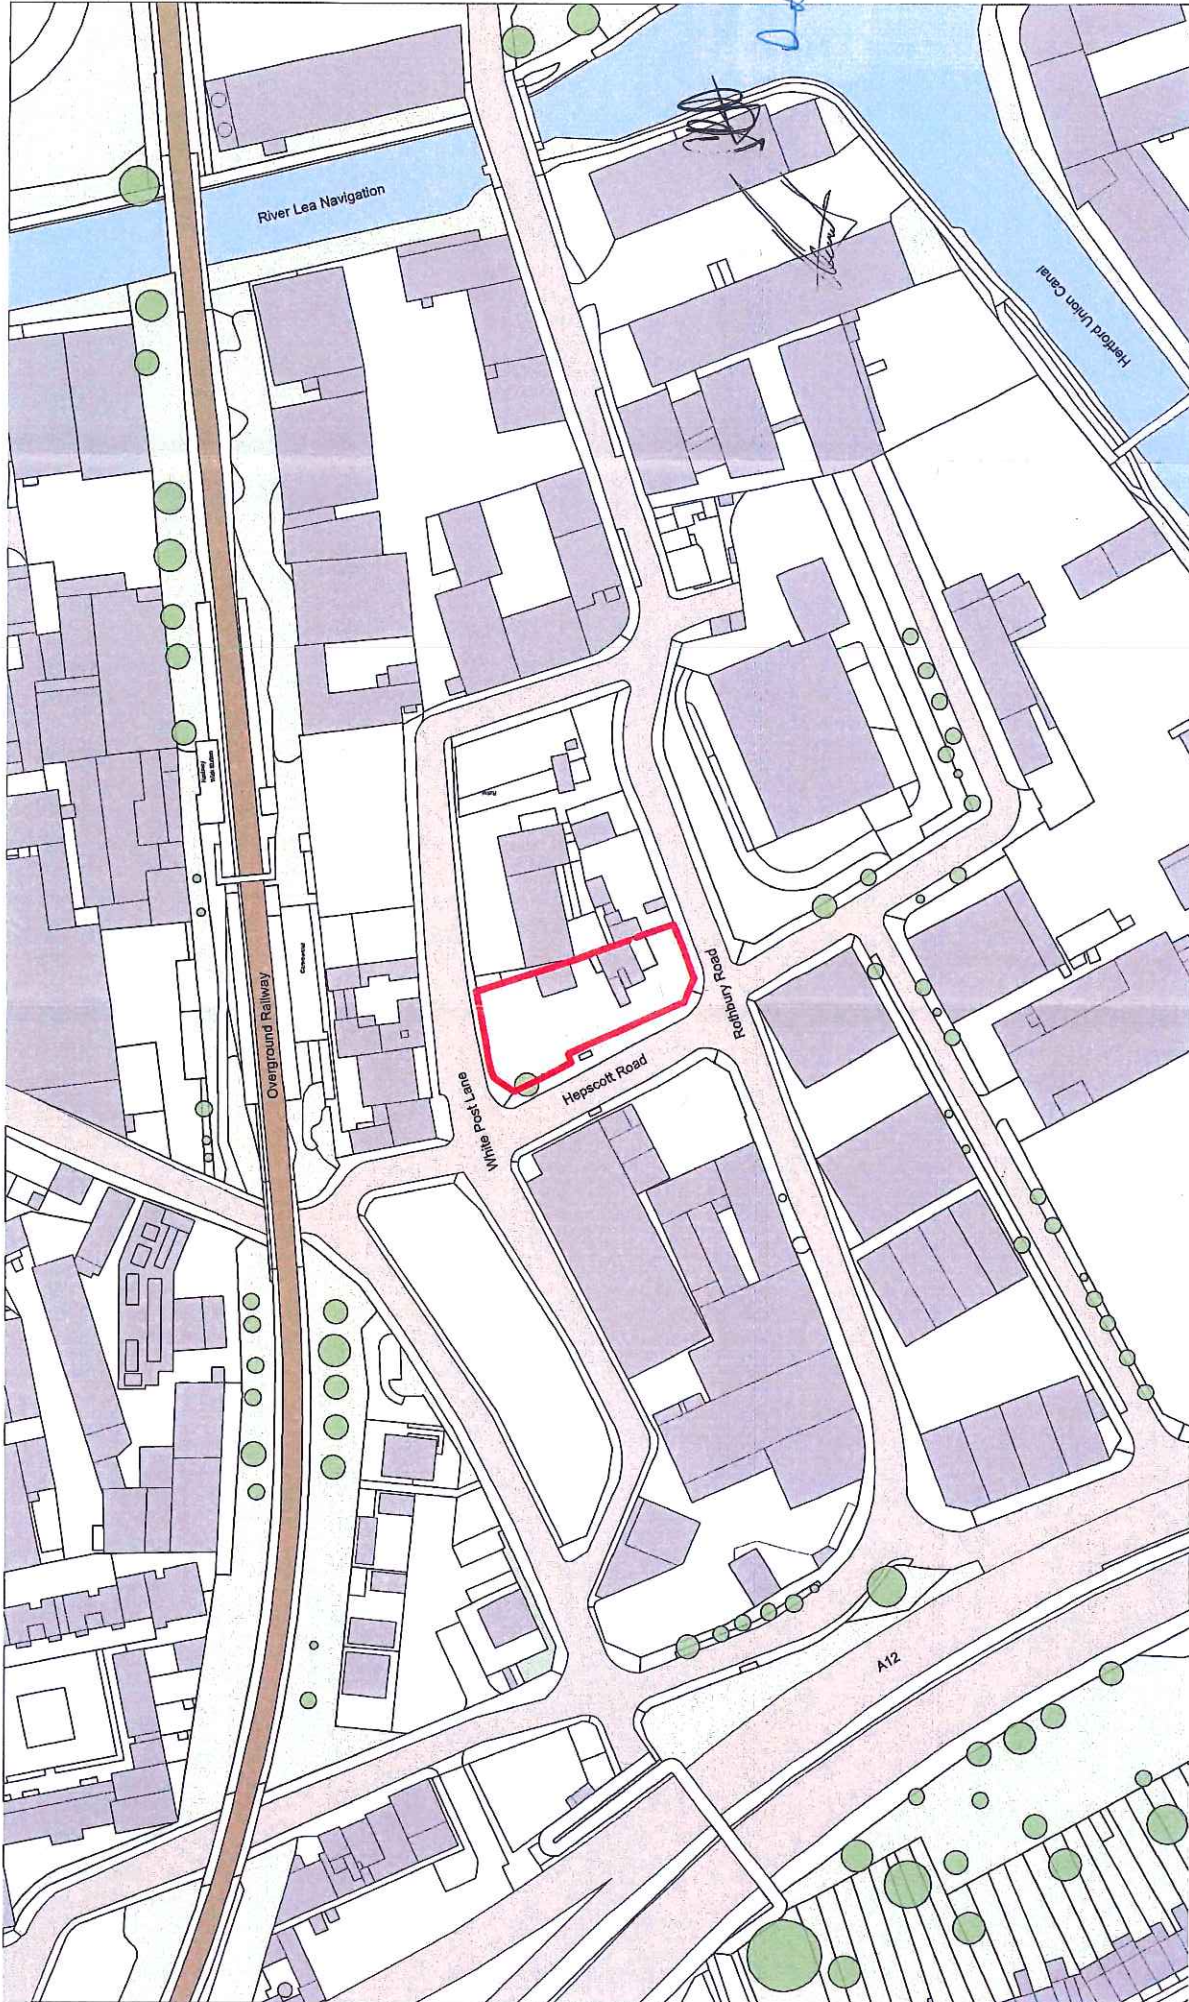 River Lea Navigation
Hertford Union Canal
Overground Railway
White Post Lane
Hepscott Road
Rothbury Road
A12